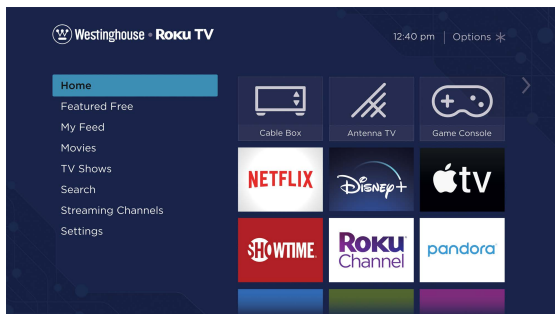 W Westinghouse • ROKU TV
12:40 pm | Options
Home
Featured Free
My Feed
Movies
TV Shows
Search
Streaming Channels
Settings
Cable Box
Antenna TV
Game Console
NETFLIX
Disney+
tv
SHOWTIME
ROKU
Channel
pandora